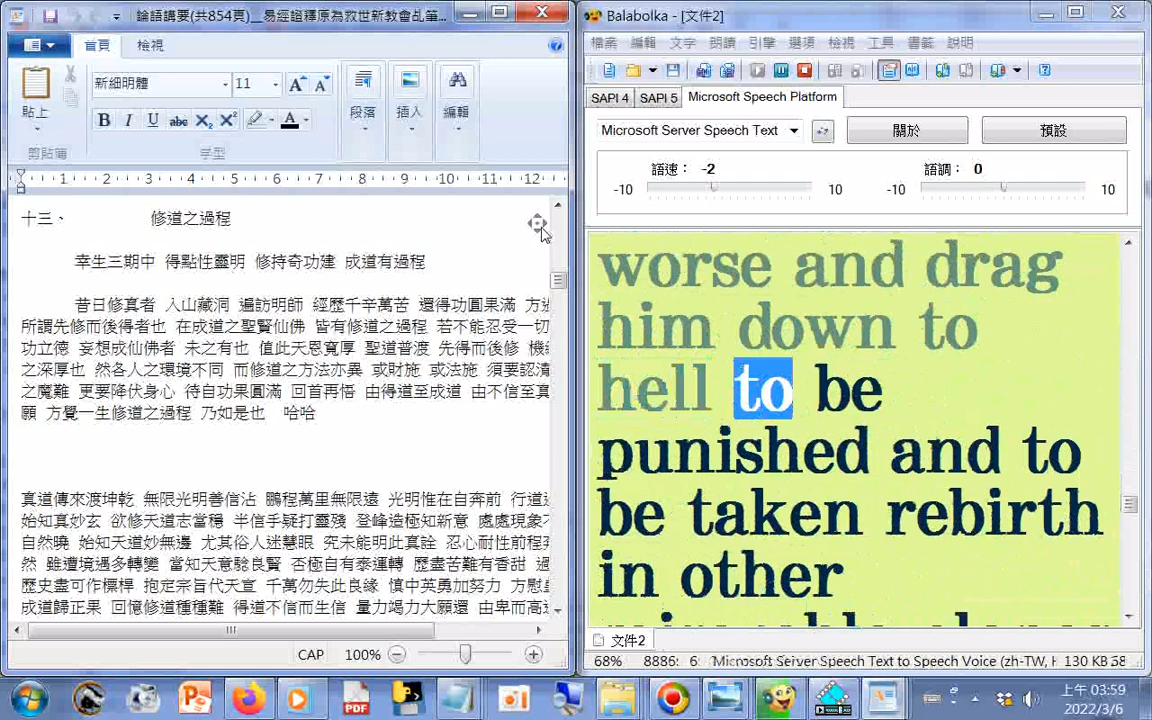 論語講要(共854頁)__易經證釋原為救世新教會乩筆...
首頁
檢視
新細明體
11
貼上
段落
插入
編輯
剪貼簿
字型
1 2 3 4 5 6 7 8 9 10 11 12
十三、 修道之過程
幸生三期中 得點性靈明 修持奇功建 成道有過程
昔日修真者 入山藏洞 遍訪明師 經歷千辛萬苦 還得功圓果滿 方
所謂先修而後得者也 在成道之聖賢仙佛 皆有修道之過程 若不能忍受一切
功立德 妄想成仙佛者 未之有也 值此天恩寬厚 聖道普渡 先得而後修 機
之深厚也 然各人之環境不同 而修道之方法亦異 或財施 或法施 須要認清
之魔難 更要降伏身心 待自功果圓滿 回首再悟 由得道至成道 由不信至真
願 方覺一生修道之過程 乃如是也 哈哈
真道傳來渡坤乾 無限光明善信沾 鵬程萬里無限遠 光明惟在自奔前 行道
始知真妙玄 欲修天道志當穩 半信半疑打靈殘 登峰造極知新意 處處現象
自然曉 始知天道妙無邊 尤其俗人迷慧眼 究未能明此真詮 忍心耐性前程
然 雖遭境遇多轉變 當知天意驗良賢 否極自有泰運轉 歷盡苦難有香甜
歷史盡可作標桿 抱定宗旨代天宣 千萬勿失此良緣 慎中英勇加努力 方慰
成道歸正果 回憶修道種種難 得道不信而生信 量力竭力大願還 由卑而高
CAP 100%
Balabolka - [文件2]
檔案 編輯 文字 朗讀 引擎 選項 檢視 工具 書籤 說明
SAPI 4 SAPI 5 Microsoft Speech Platform
Microsoft Server Speech Text
關於
預設
語速： -2
語調： 0
-10 10 -10 10
worse and drag
him down to
hell to be
punished and to
be taken rebirth
in other
文件2
68% 8886: 6 Microsoft Server Speech Text to Speech Voice (zh-TW, H 130 KB
上午 03:59
2022/3/6